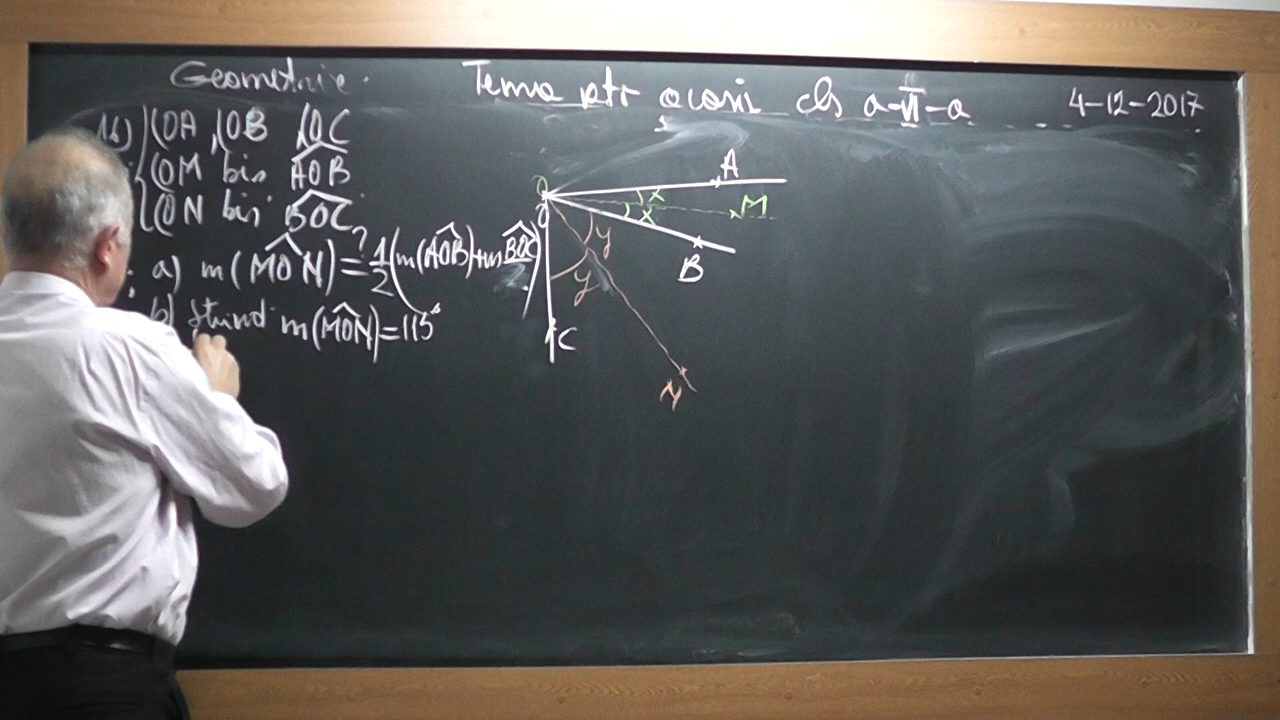 Geometrie.
Tema ptr acasă cls a-VI-a 4-12-2017
16) (OA, (OB (OC
(OM bis AOB
(ON bis BOC
a) m(MON) =? 1/2 (m(AOB)+m BOC)
b) Știind m(MON)=115°
O
A
x
M
x
B
y
y
C
N